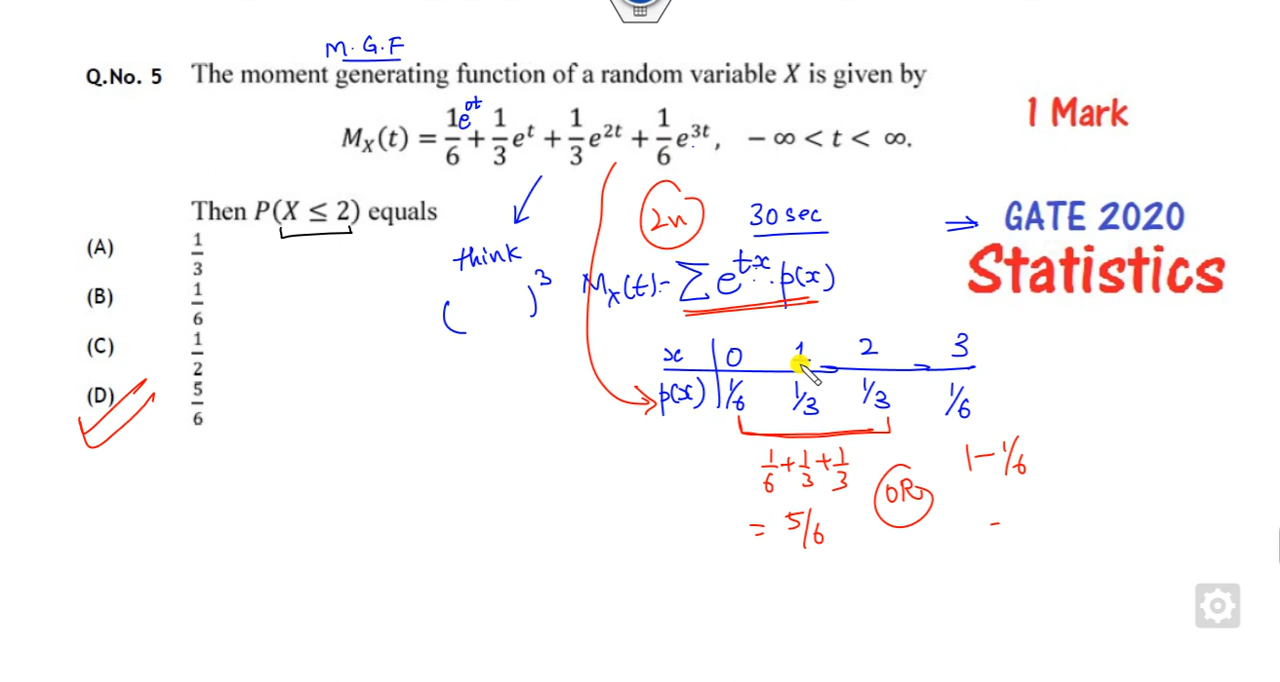 M.G.F
Q.No. 5 The moment generating function of a random variable X is given by
1 Mark
M_X(t) = 1/6 e^{0t} + 1/3 e^t + 1/3 e^{2t} + 1/6 e^{3t}, −∞ < t < ∞.
Then P(X ≤ 2) equals
2n
30 sec
⇒ GATE 2020
Statistics
think
( )^3
M_X(t) = Σ e^{tx} · p(x)
(A) 1/3
(B) 1/6
(C) 1/2
(D) 5/6
x 0 1 2 3
p(x) 1/6 1/3 1/3 1/6
1/6 + 1/3 + 1/3
OR
1 − 1/6
= 5/6
-